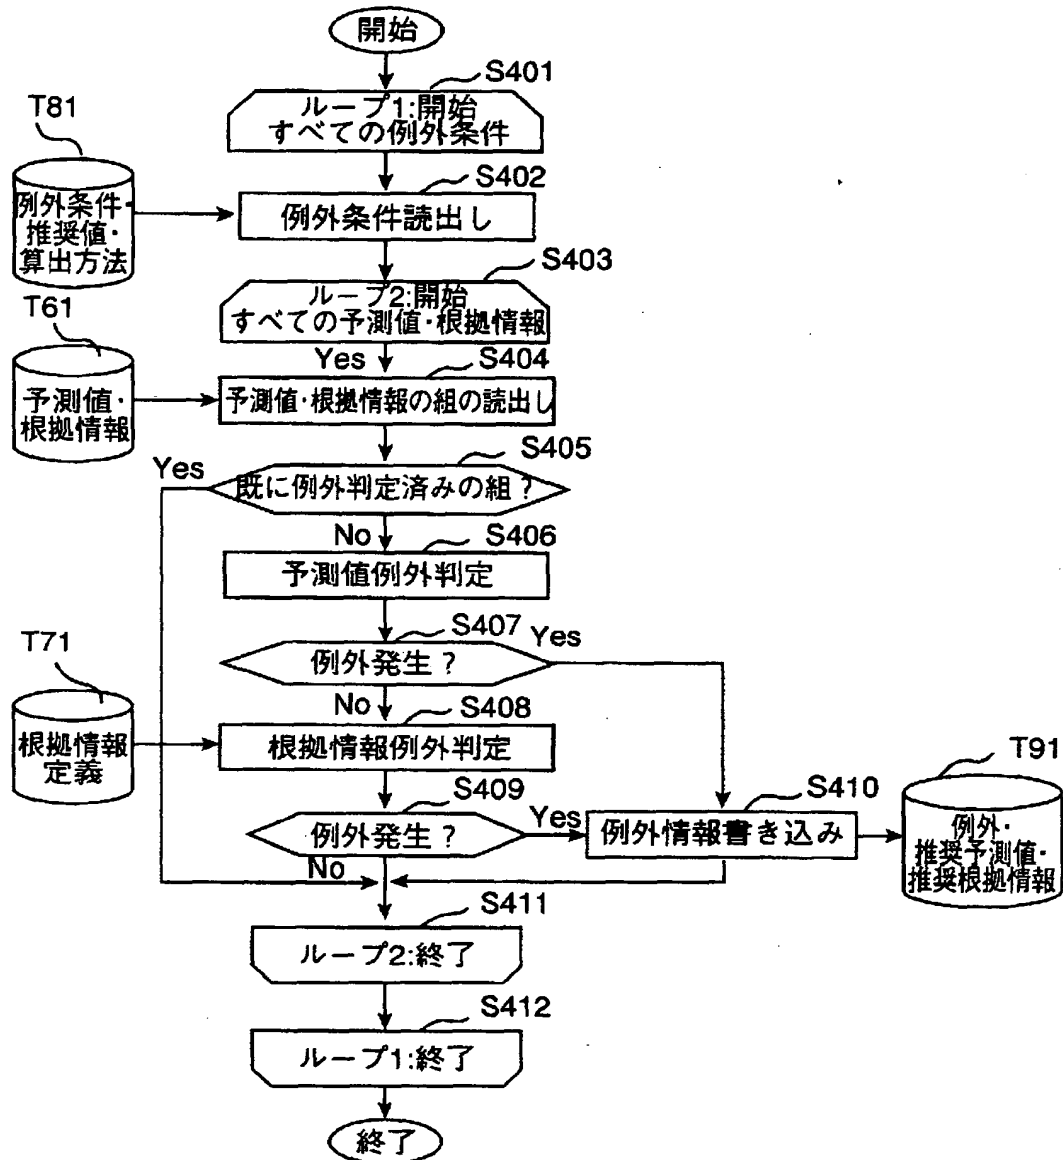 開始
S401
ループ1:開始
すべての例外条件
T81
例外条件・
推奨値・
算出方法
S402
例外条件読出し
S403
ループ2:開始
すべての予測値・根拠情報
T61
予測値・
根拠情報
Yes
S404
予測値・根拠情報の組の読出し
S405
Yes
既に例外判定済みの組?
No
S406
予測値例外判定
S407
Yes
例外発生?
T71
根拠情報
定義
No
S408
根拠情報例外判定
S409
例外発生?
Yes
No
S410
例外情報書き込み
T91
例外・
推奨予測値・
推奨根拠情報
S411
ループ2:終了
S412
ループ1:終了
終了